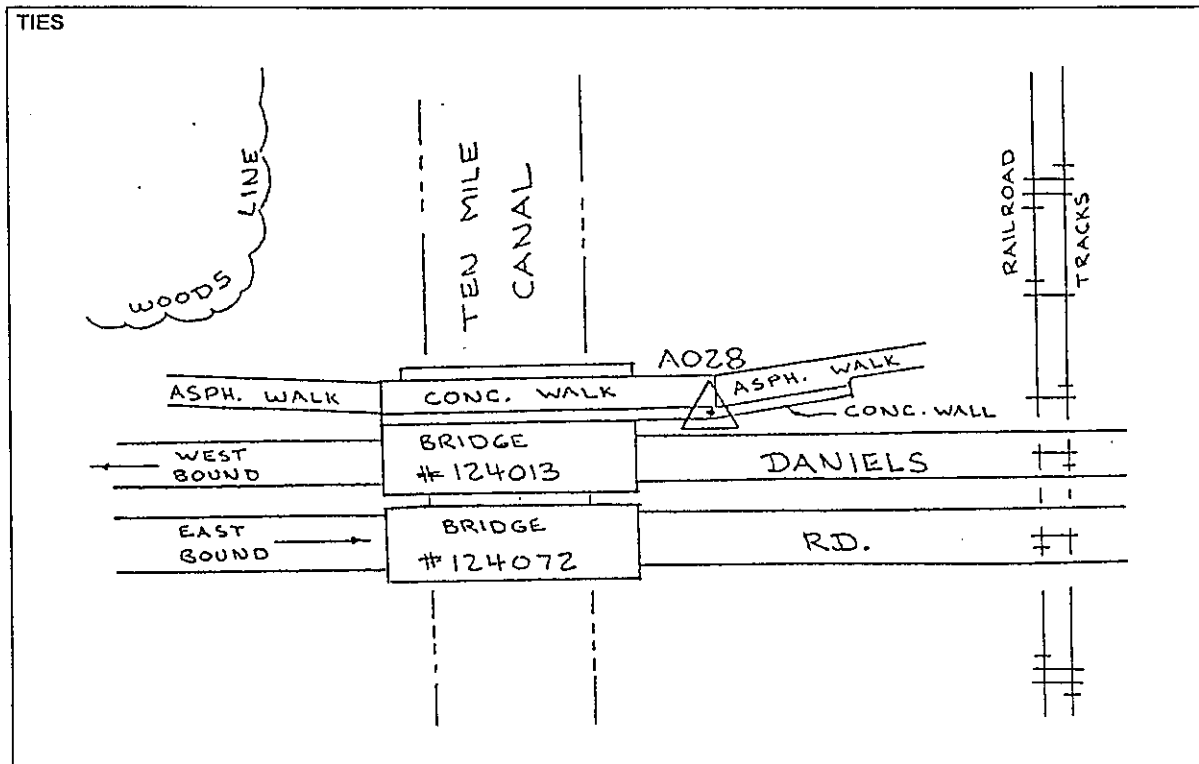 TIES
WOODS LINE
TEN MILE
CANAL
RAILROAD
TRACKS
A028
ASPH. WALK
CONC. WALK
ASPH. WALK
CONC. WALL
WEST
BOUND
BRIDGE
# 124013
DANIELS
EAST
BOUND
BRIDGE
# 124072
R.D.